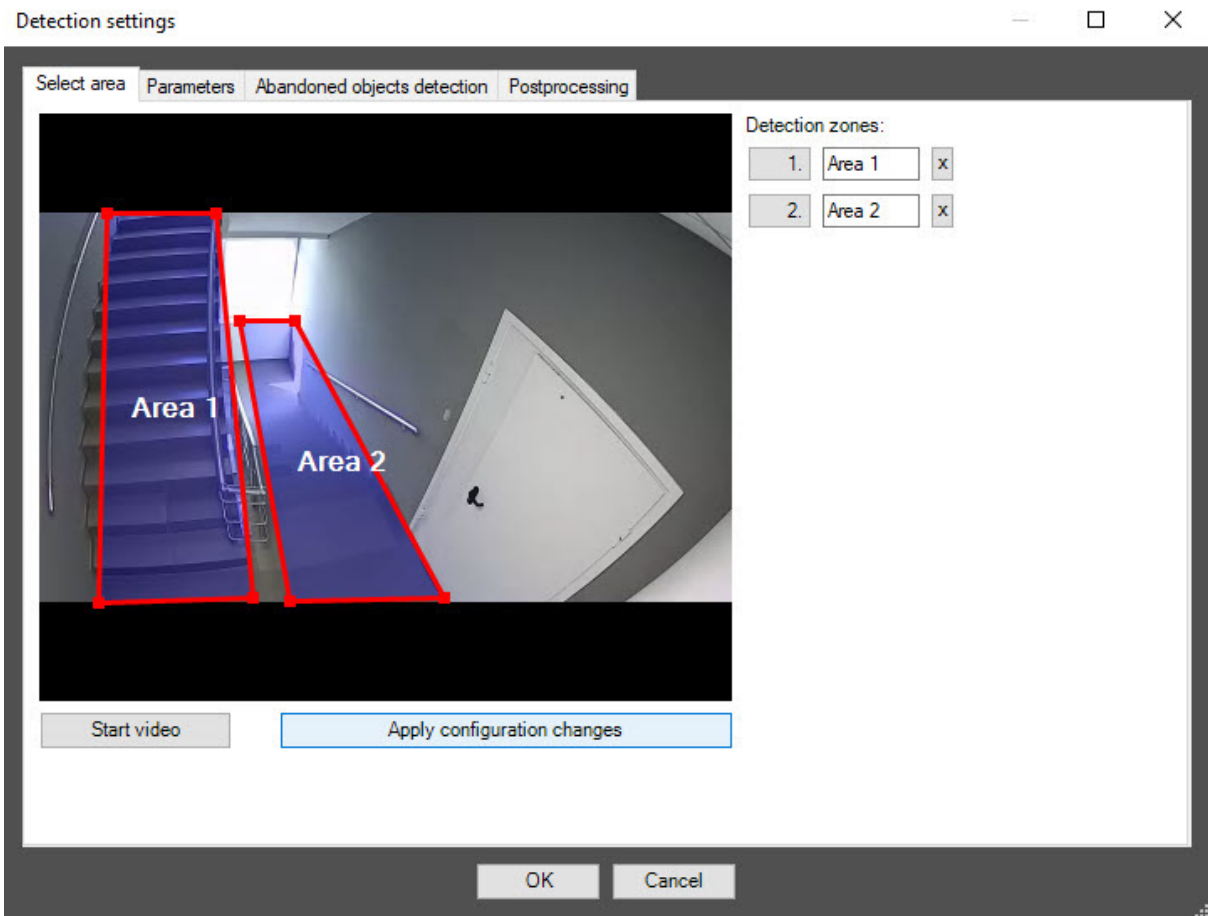 Detection settings
Select area Parameters Abandoned objects detection Postprocessing
Detection zones:
1. Area 1 x
2. Area 2 x
Area 1
Area 2
Start video Apply configuration changes
OK Cancel